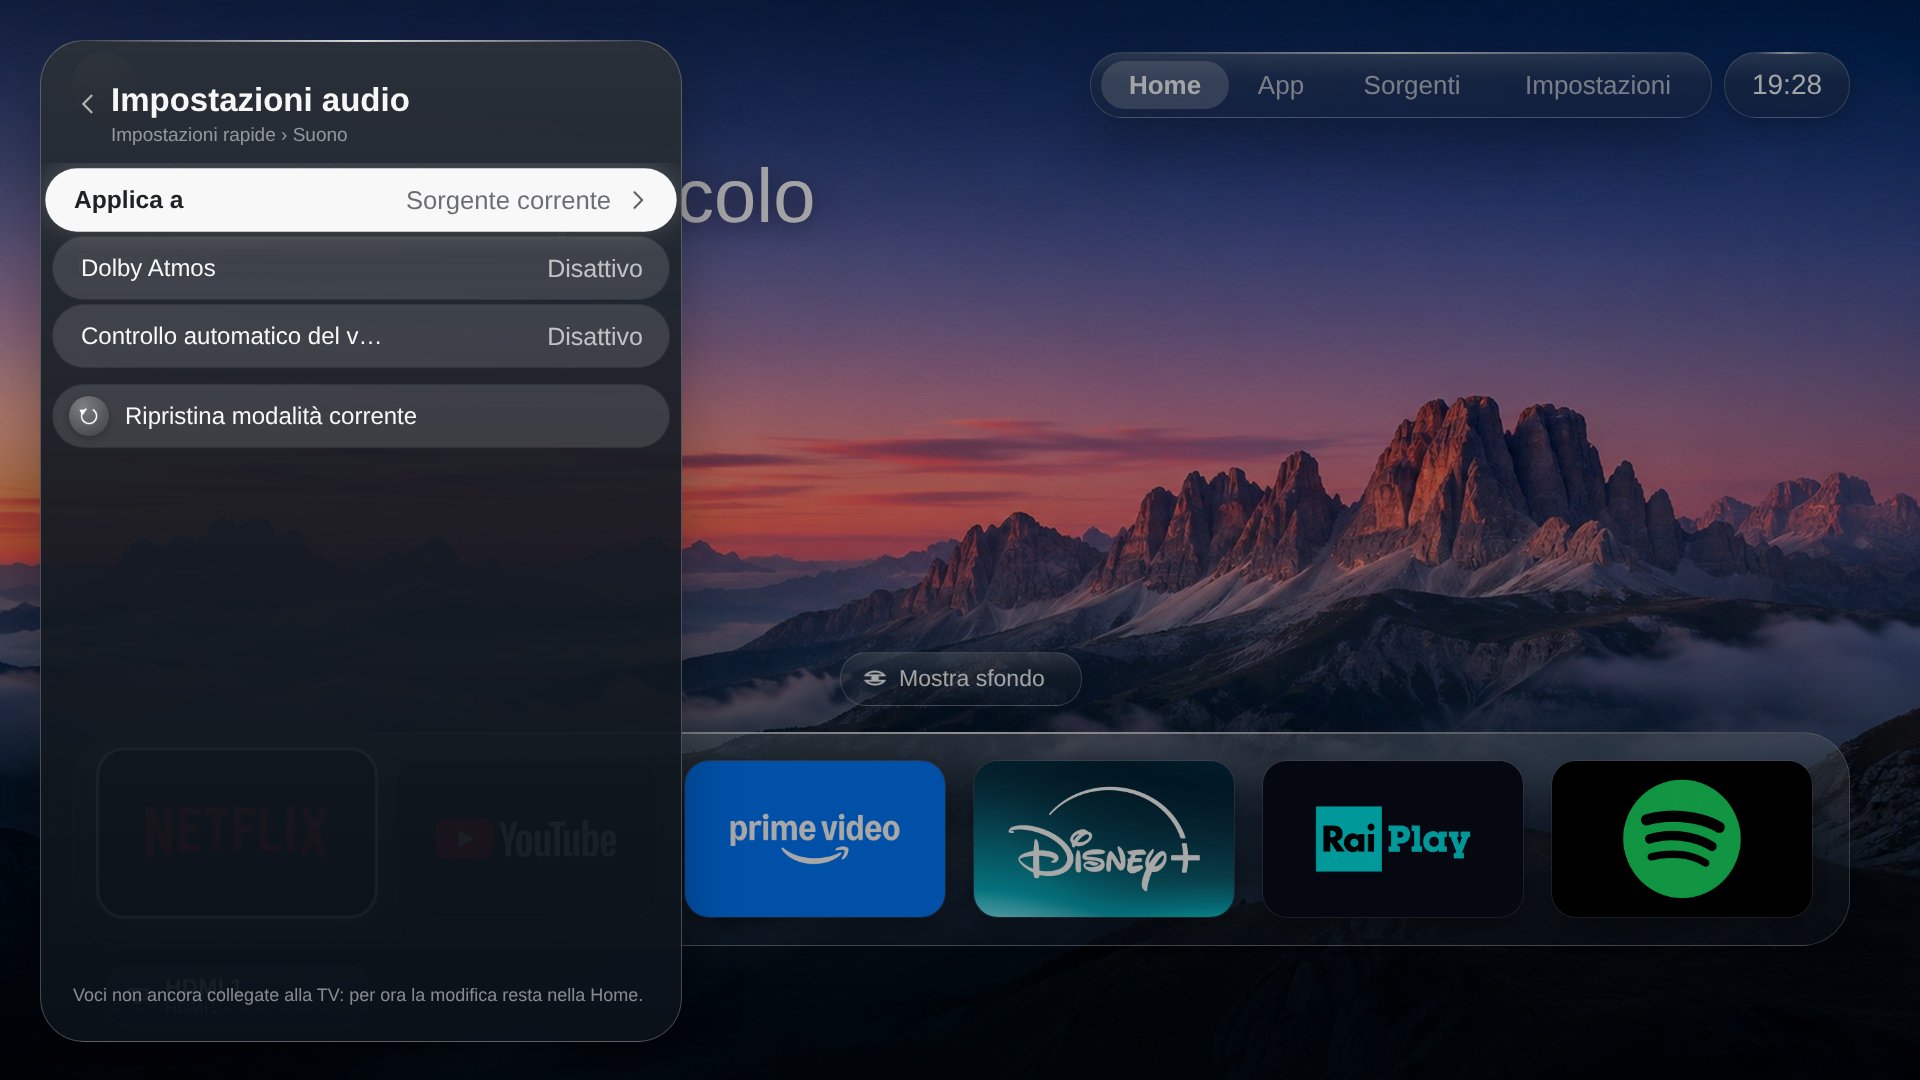 Impostazioni audio
Impostazioni rapide › Suono
Home
App
Sorgenti
Impostazioni
19:28
Applica a
Sorgente corrente
colo
Dolby Atmos
Disattivo
Controllo automatico del v…
Disattivo
Ripristina modalità corrente
Mostra sfondo
NETFLIX
YouTube
prime video
Disney+
Rai Play
HDMI 1
Voci non ancora collegate alla TV: per ora la modifica resta nella Home.